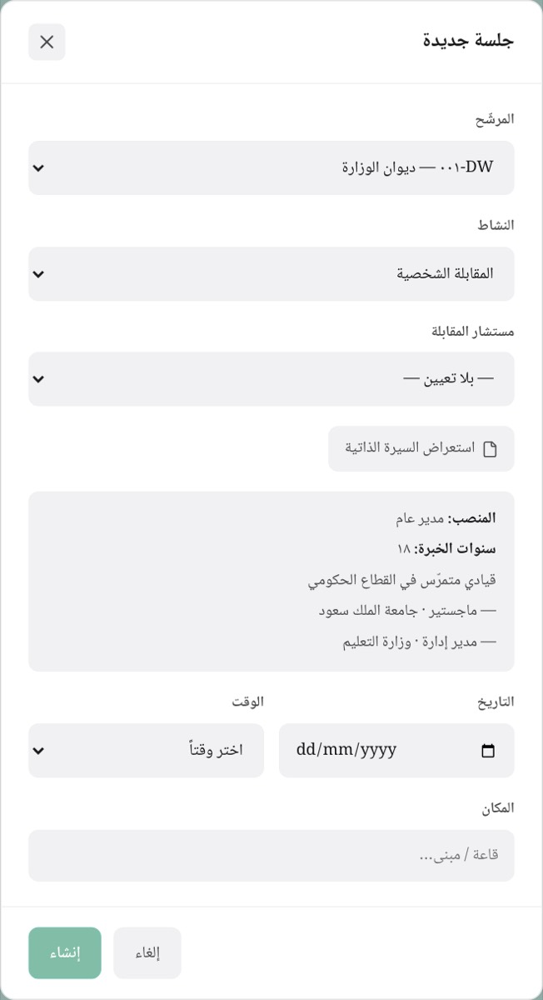 جلسة جديدة
المرشّح
DW-٠٠١ — ديوان الوزارة
النشاط
المقابلة الشخصية
مستشار المقابلة
— بلا تعيين —
استعراض السيرة الذاتية
المنصب: مدير عام
سنوات الخبرة: ١٨
قيادي متمرّس في القطاع الحكومي
— ماجستير · جامعة الملك سعود
— مدير إدارة · وزارة التعليم
التاريخ
الوقت
dd/mm/yyyy
اختر وقتاً
المكان
قاعة / مبنى...
إلغاء
إنشاء